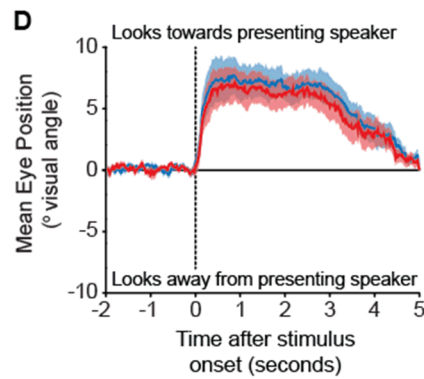 D
Looks towards presenting speaker
10
5
0
-5
-10
Mean Eye Position
(° visual angle)
Looks away from presenting speaker
-2 -1 0 1 2 3 4 5
Time after stimulus
onset (seconds)